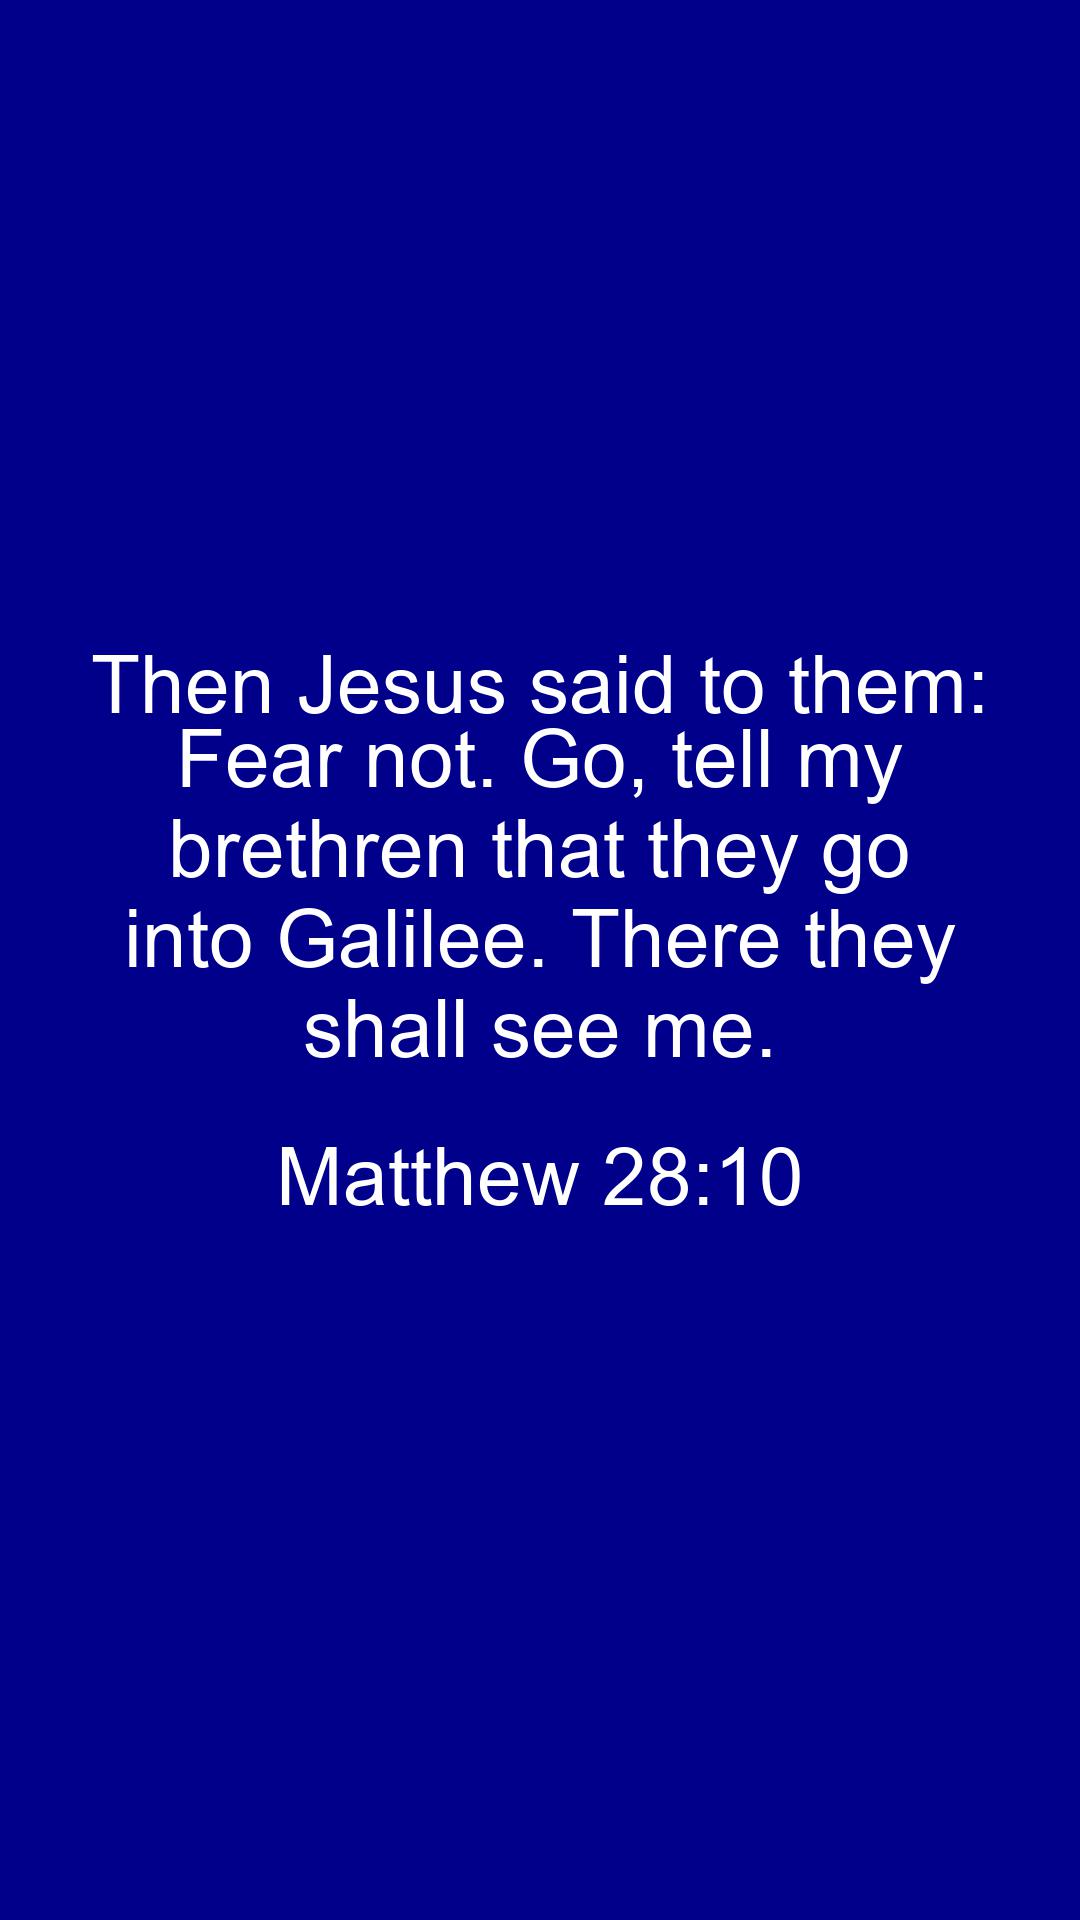 Then Jesus said to them:
Fear not. Go, tell my
brethren that they go
into Galilee. There they
shall see me.
Matthew 28:10